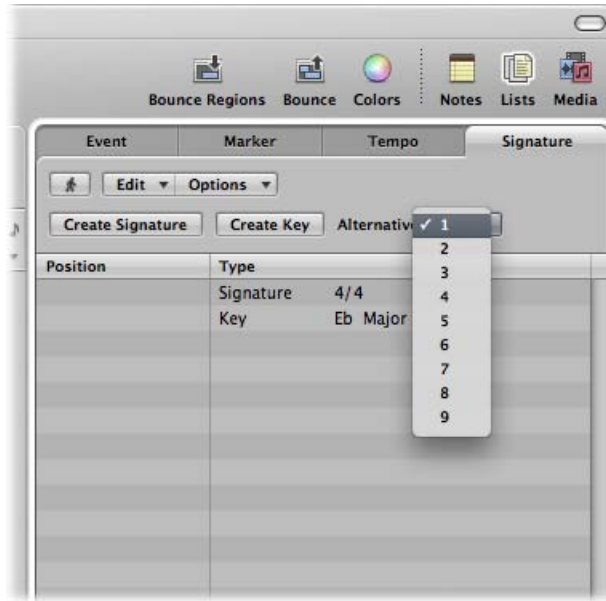 Bounce Regions Bounce Colors Notes Lists Media
Event Marker Tempo Signature
Edit Options
Create Signature Create Key Alternativ ✓ 1
2
Position Type
3
Signature 4/4
4
Key Eb Major
5
6
7
8
9